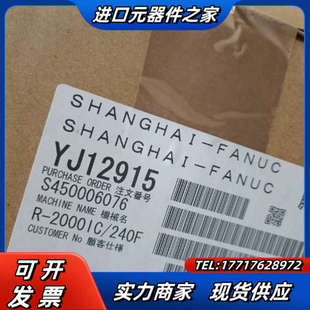 进口元器件之家
SHANGHAI-FANUC
SHANGHAI-FANUC
YJ12915
PURCHASE ORDER 注文番号
S450006076
MACHINE NAME 機械名
R-2000IC/240F
CUSTOMER No 顧客仕様
TEL:17717628972
可开发票
实力商家 现货供应